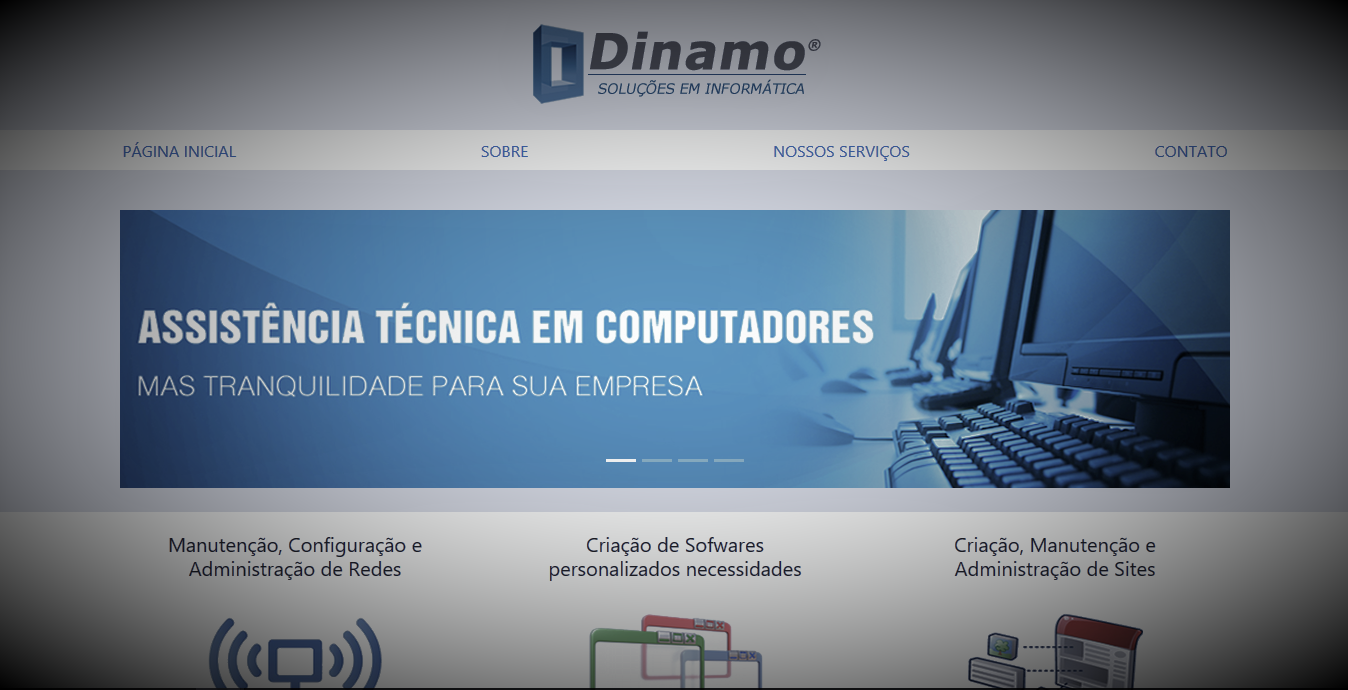 Dinamo®
SOLUÇÕES EM INFORMÁTICA
PÁGINA INICIAL
SOBRE
NOSSOS SERVIÇOS
CONTATO
ASSISTÊNCIA TÉCNICA EM COMPUTADORES
MAS TRANQUILIDADE PARA SUA EMPRESA
Manutenção, Configuração e
Administração de Redes
Criação de Sofwares
personalizados necessidades
Criação, Manutenção e
Administração de Sites